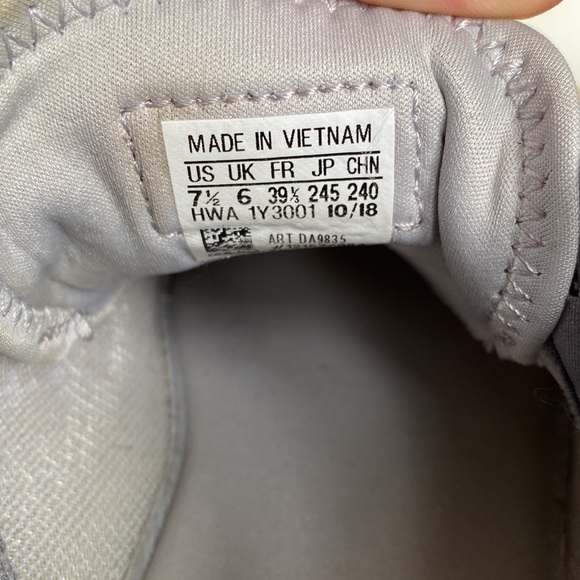 MADE IN VIETNAM
US UK FR JP CHN
7½ 6 39⅓ 245 240
HWA 1Y3001 10/18
ART DA9835